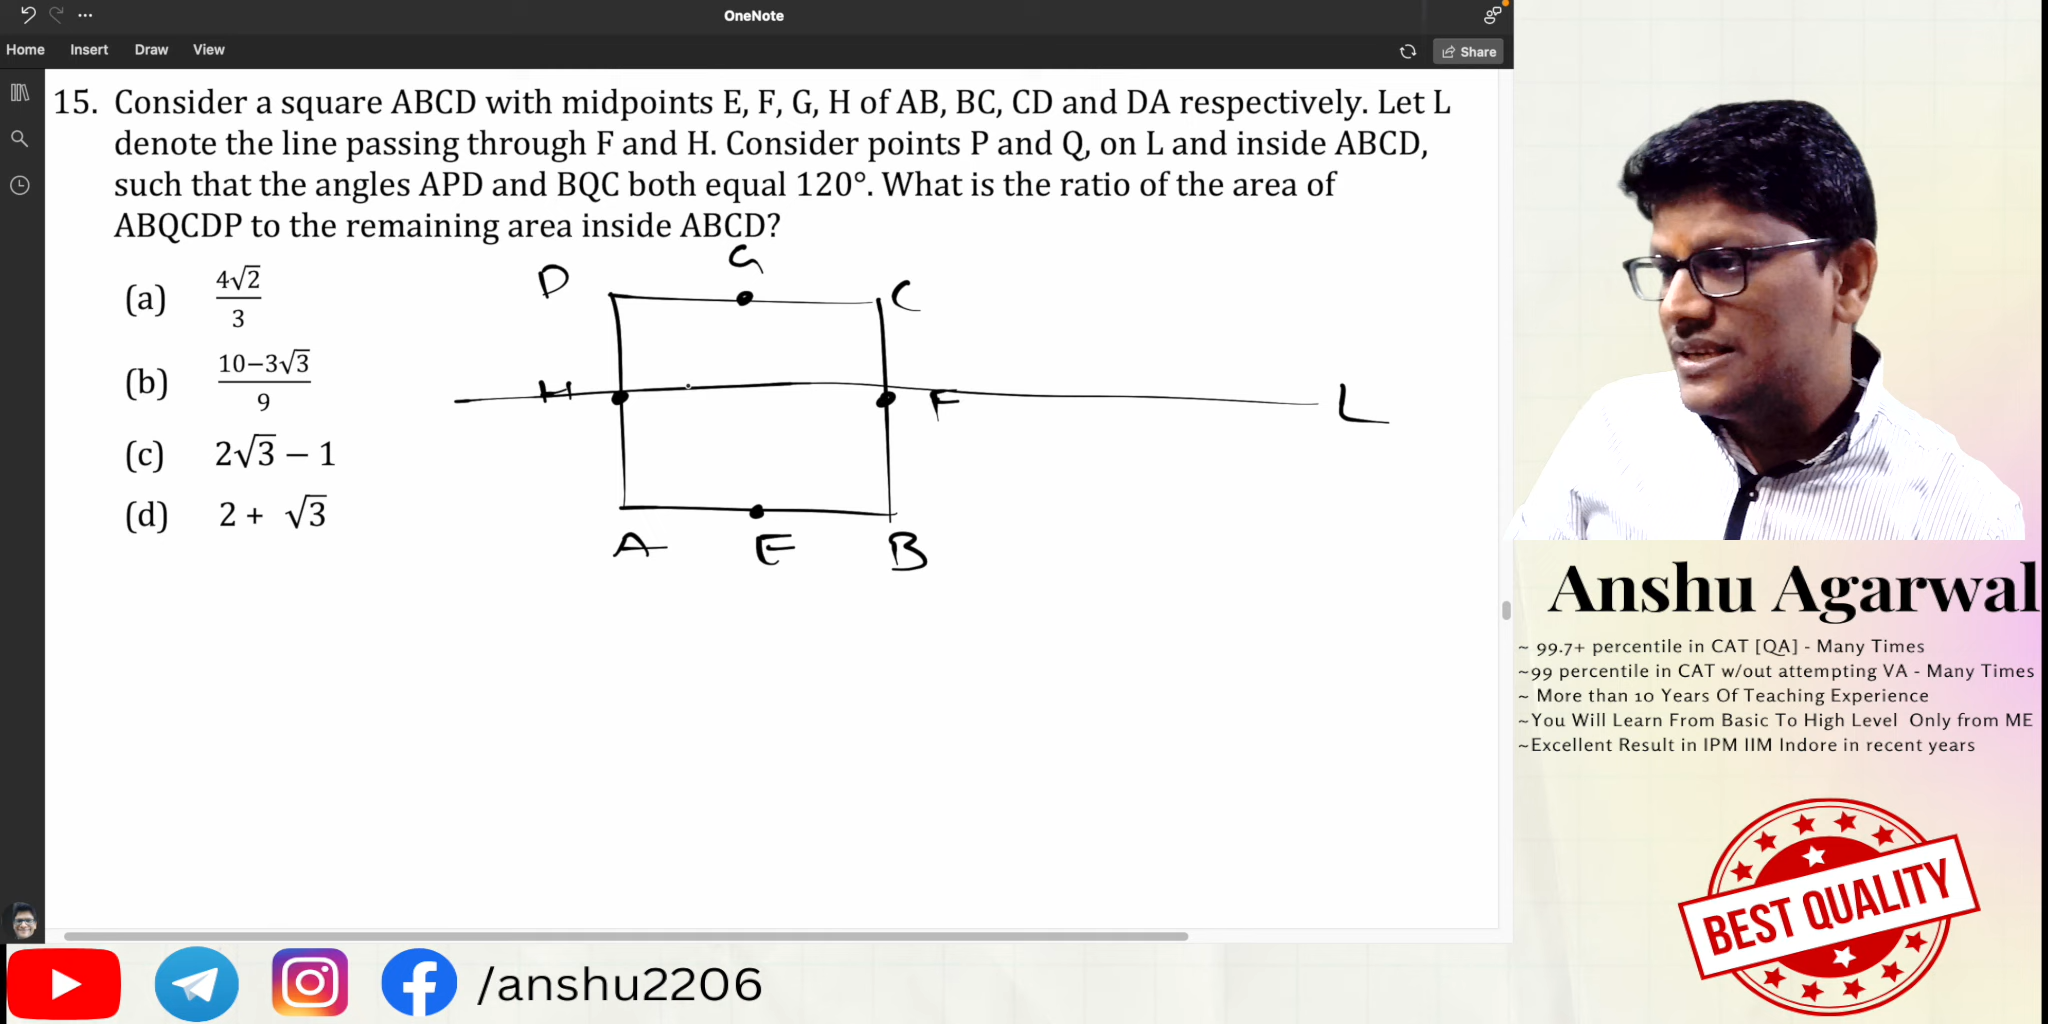 OneNote
Home Insert Draw View
Share
15. Consider a square ABCD with midpoints E, F, G, H of AB, BC, CD and DA respectively. Let L
denote the line passing through F and H. Consider points P and Q, on L and inside ABCD,
such that the angles APD and BQC both equal 120°. What is the ratio of the area of
ABQCDP to the remaining area inside ABCD?
(a) 4√2/3
(b) 10−3√3/9
(c) 2√3 − 1
(d) 2 + √3
G
D
C
H
F
L
A
E
B
Anshu Agarwal
~ 99.7+ percentile in CAT [QA] - Many Times
~99 percentile in CAT w/out attempting VA - Many Times
~ More than 10 Years Of Teaching Experience
~You Will Learn From Basic To High Level Only from ME
~Excellent Result in IPM IIM Indore in recent years
BEST QUALITY
/anshu2206